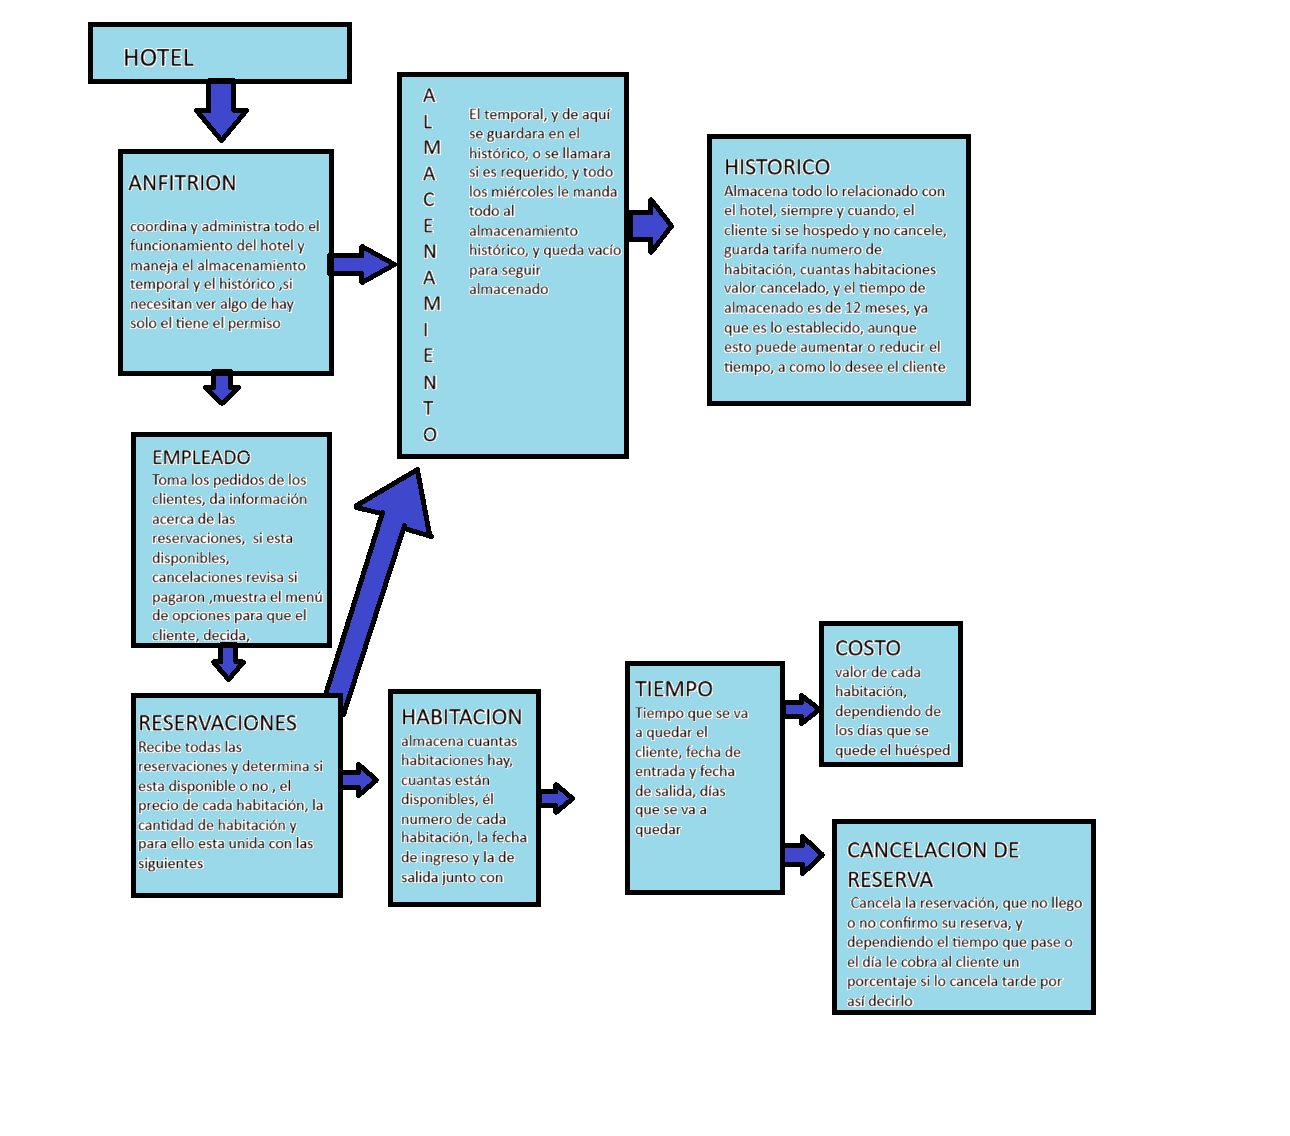 HOTEL
ANFITRION
coordina y administra todo el
funcionamiento del hotel y
maneja el almacenamiento
temporal y el histórico ,si
necesitan ver algo de hay
solo el tiene el permiso
A
L
M
A
C
E
N
A
M
I
E
N
T
O
El temporal, y de aquí
se guardara en el
histórico, o se llamara
si es requerido, y todo
los miércoles le manda
todo al
almacenamiento
histórico, y queda vacío
para seguir
almacenado
HISTORICO
Almacena todo lo relacionado con
el hotel, siempre y cuando, el
cliente si se hospedo y no cancele,
guarda tarifa numero de
habitación, cuantas habitaciones
valor cancelado, y el tiempo de
almacenado es de 12 meses, ya
que es lo establecido, aunque
esto puede aumentar o reducir el
tiempo, a como lo desee el cliente
EMPLEADO
Toma los pedidos de los
clientes, da información
acerca de las
reservaciones,  si esta
disponibles,
cancelaciones revisa si
pagaron ,muestra el menú
de opciones para que el
cliente, decida,
RESERVACIONES
Recibe todas las
reservaciones y determina si
esta disponible o no , el
precio de cada habitación, la
cantidad de habitación y
para ello esta unida con las
siguientes
HABITACION
almacena cuantas
habitaciones hay,
cuantas están
disponibles, él
numero de cada
habitación, la fecha
de ingreso y la de
salida junto con
TIEMPO
Tiempo que se va
a quedar el
cliente, fecha de
entrada y fecha
de salida, días
que se va a
quedar
COSTO
valor de cada
habitación,
dependiendo de
los días que se
quede el huésped
CANCELACION DE
RESERVA
Cancela la reservación, que no llego
o no confirmo su reserva, y
dependiendo el tiempo que pase o
el día le cobra al cliente un
porcentaje si lo cancela tarde por
así decirlo